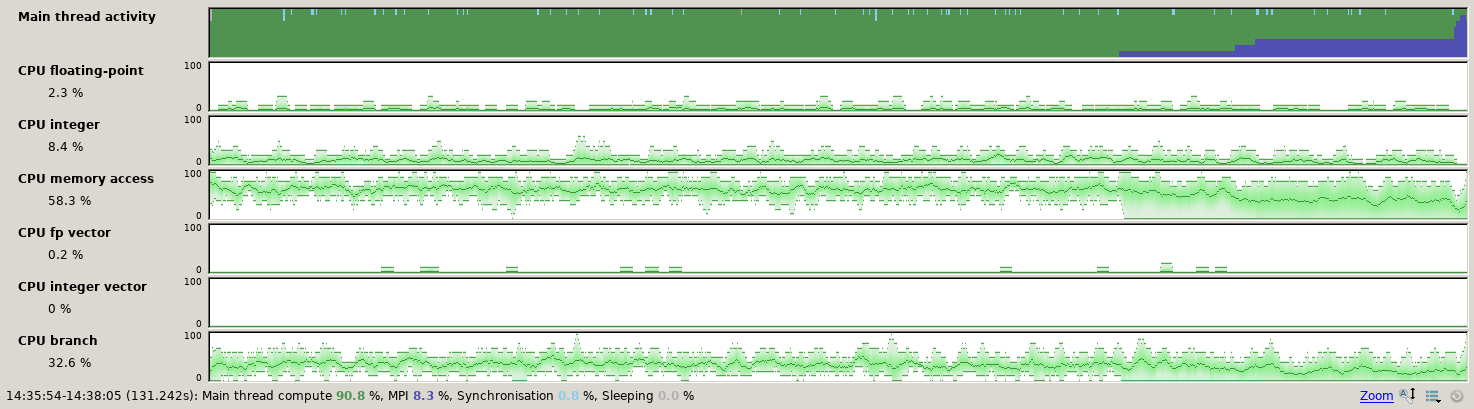 Main thread activity
CPU floating-point
100
2.3 %
0
CPU integer
100
8.4 %
0
CPU memory access
100
58.3 %
0
CPU fp vector
100
0.2 %
0
CPU integer vector
100
0 %
0
CPU branch
100
32.6 %
0
14:35:54-14:38:05 (131.242s): Main thread compute 90.8 %, MPI 8.3 %, Synchronisation 0.8 %, Sleeping 0.0 % Zoom